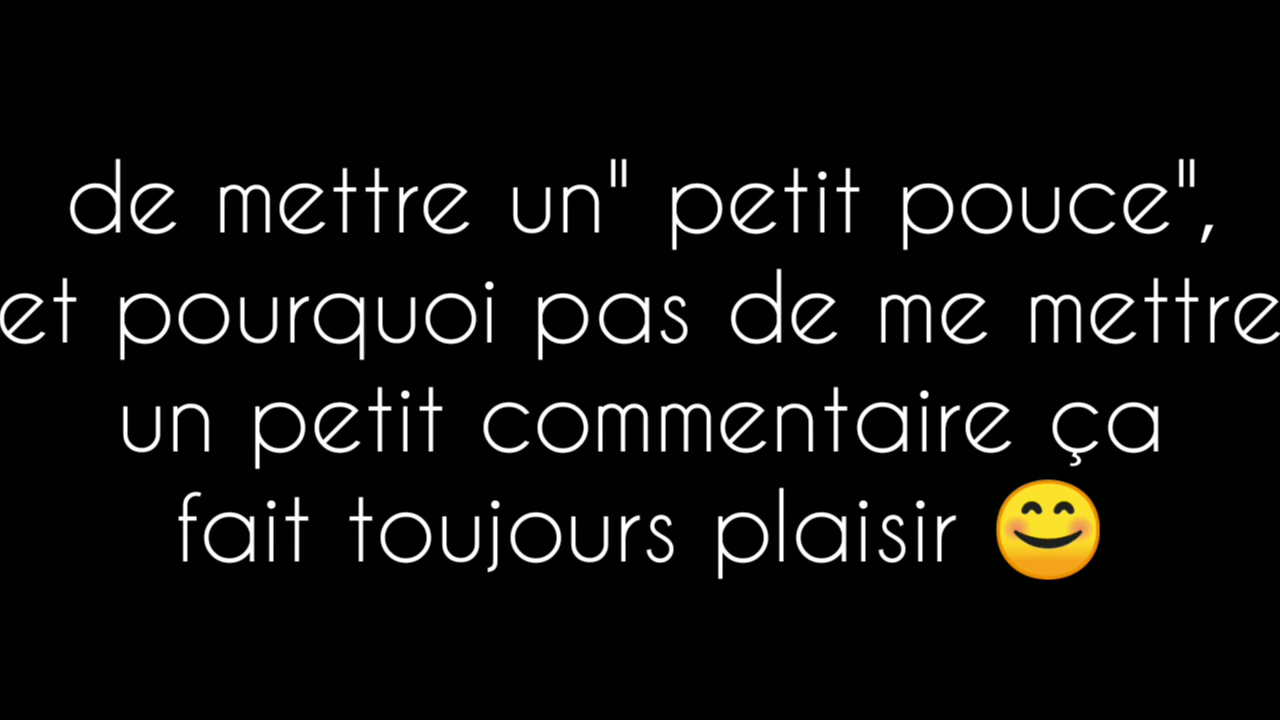 de mettre un" petit pouce",
et pourquoi pas de me mettre
un petit commentaire ça
fait toujours plaisir 😊